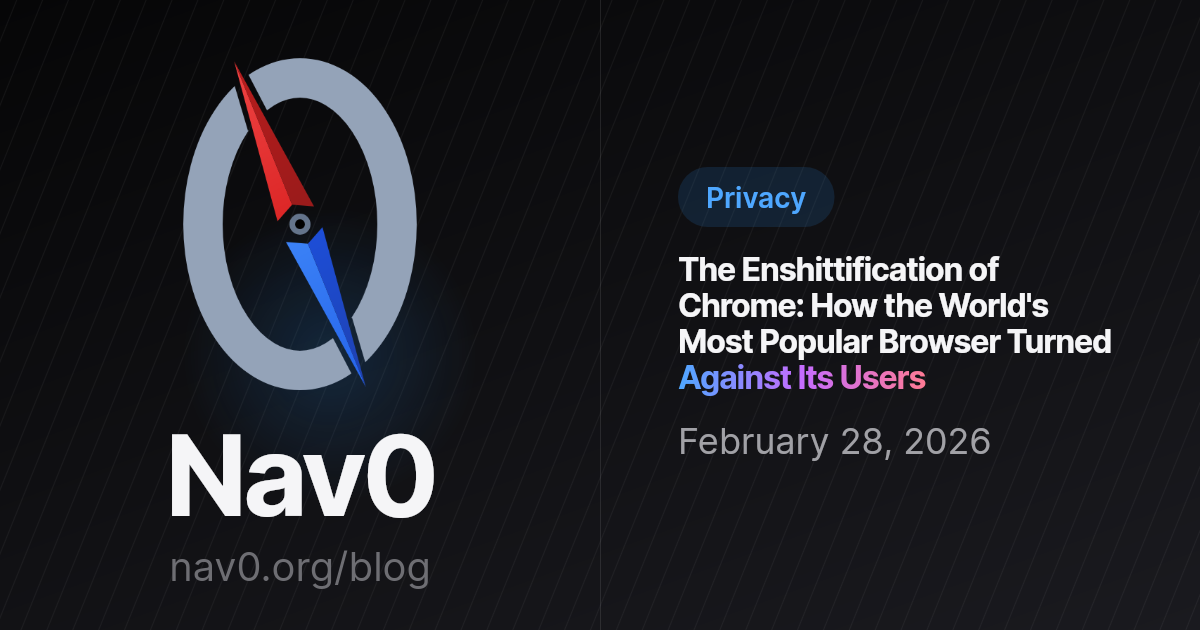 Nav0
nav0.org/blog
Privacy
The Enshittification of
Chrome: How the World's
Most Popular Browser Turned
Against Its Users
February 28, 2026